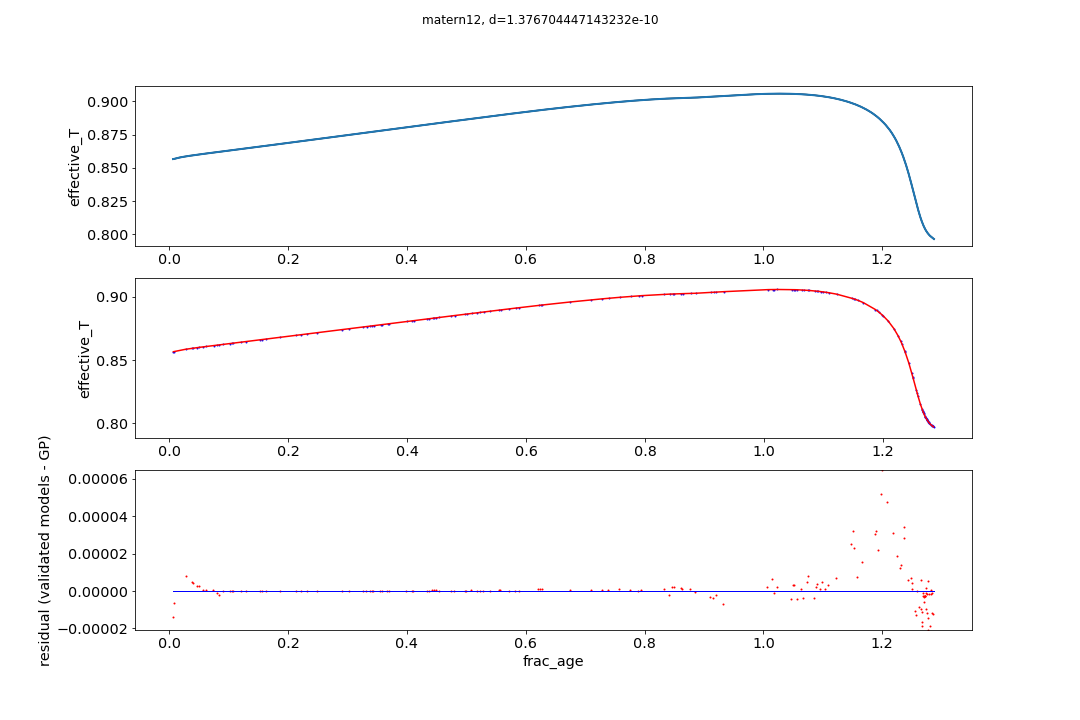 matern12, d=1.376704447143232e-10
effective_T
0.900
0.875
0.850
0.825
0.800
0.0 0.2 0.4 0.6 0.8 1.0 1.2
effective_T
0.90
0.85
0.80
0.0 0.2 0.4 0.6 0.8 1.0 1.2
residual (validated models - GP)
0.00006
0.00004
0.00002
0.00000
−0.00002
0.0 0.2 0.4 0.6 0.8 1.0 1.2
frac_age